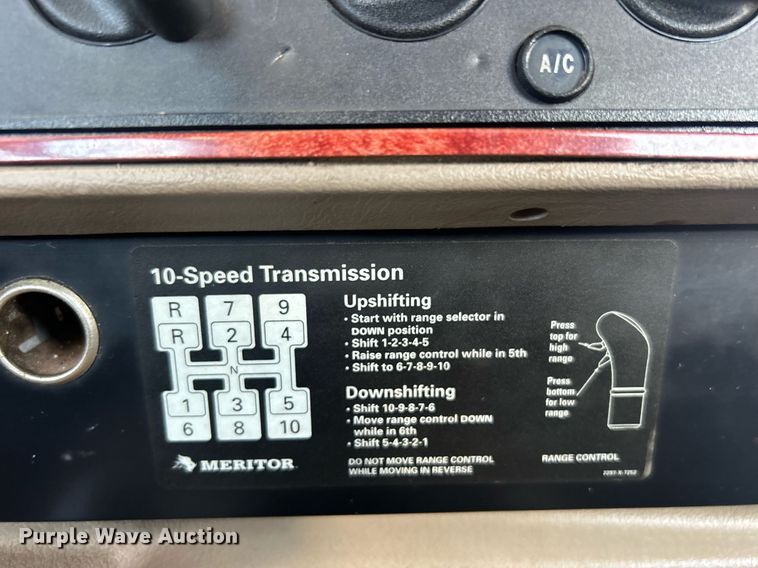 A/C
10-Speed Transmission
R 7 9
R 2 4
N
1 3 5
6 8 10
MERITOR
Upshifting
• Start with range selector in
DOWN position
• Shift 1-2-3-4-5
• Raise range control while in 5th
• Shift to 6-7-8-9-10
Downshifting
• Shift 10-9-8-7-6
• Move range control DOWN
while in 6th
• Shift 5-4-3-2-1
DO NOT MOVE RANGE CONTROL
WHILE MOVING IN REVERSE
Press
top for
high
range
Press
bottom
for low
range
RANGE CONTROL
2297-X-7252
Purple Wave Auction